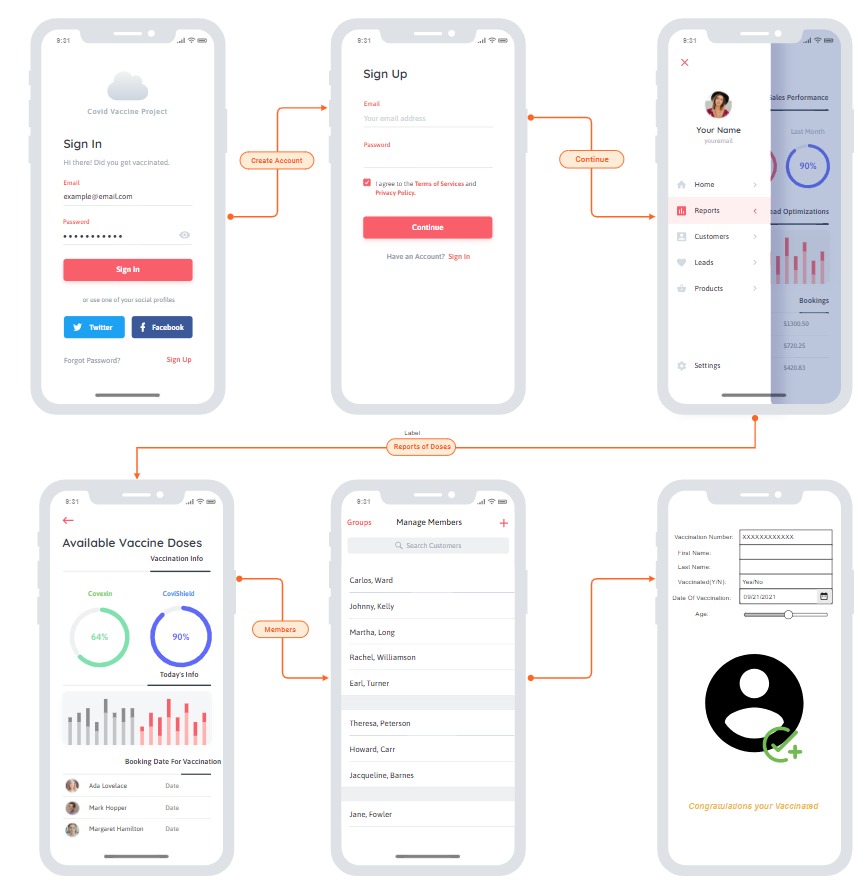 9:31
Covid Vaccine Project
Sign In
Hi there! Did you get vaccinated.
Email
example@email.com
Password
Sign In
or use one of your social profiles
Twitter
Facebook
Forgot Password?
Sign Up
Create Account
9:31
Sign Up
Email
Your email address
Password
I agree to the Terms of Services and
Privacy Policy.
Continue
Have an Account? Sign In
Continue
9:31
Your Name
youremail
Home
Reports
Customers
Leads
Products
Settings
Sales Performance
Last Month
90%
ead Optimizations
Bookings
$1300.50
$720.25
$420.83
Label
Reports of Doses
9:31
Available Vaccine Doses
Vaccination Info
Covaxin
CoviShield
64%
90%
Today's Info
Booking Date For Vaccination
Ada Lovelace Date
Mark Hopper Date
Margaret Hamilton Date
Members
9:31
Groups Manage Members +
Search Customers
Carlos, Ward
Johnny, Kelly
Martha, Long
Rachel, Williamson
Earl, Turner
Theresa, Peterson
Howard, Carr
Jacqueline, Barnes
Jane, Fowler
Vaccination Number: XXXXXXXXXXXX
First Name:
Last Name:
Vaccinated(Y/N): Yes/No
Date Of Vaccination: 09/21/2021
Age:
Congratulations your Vaccinated